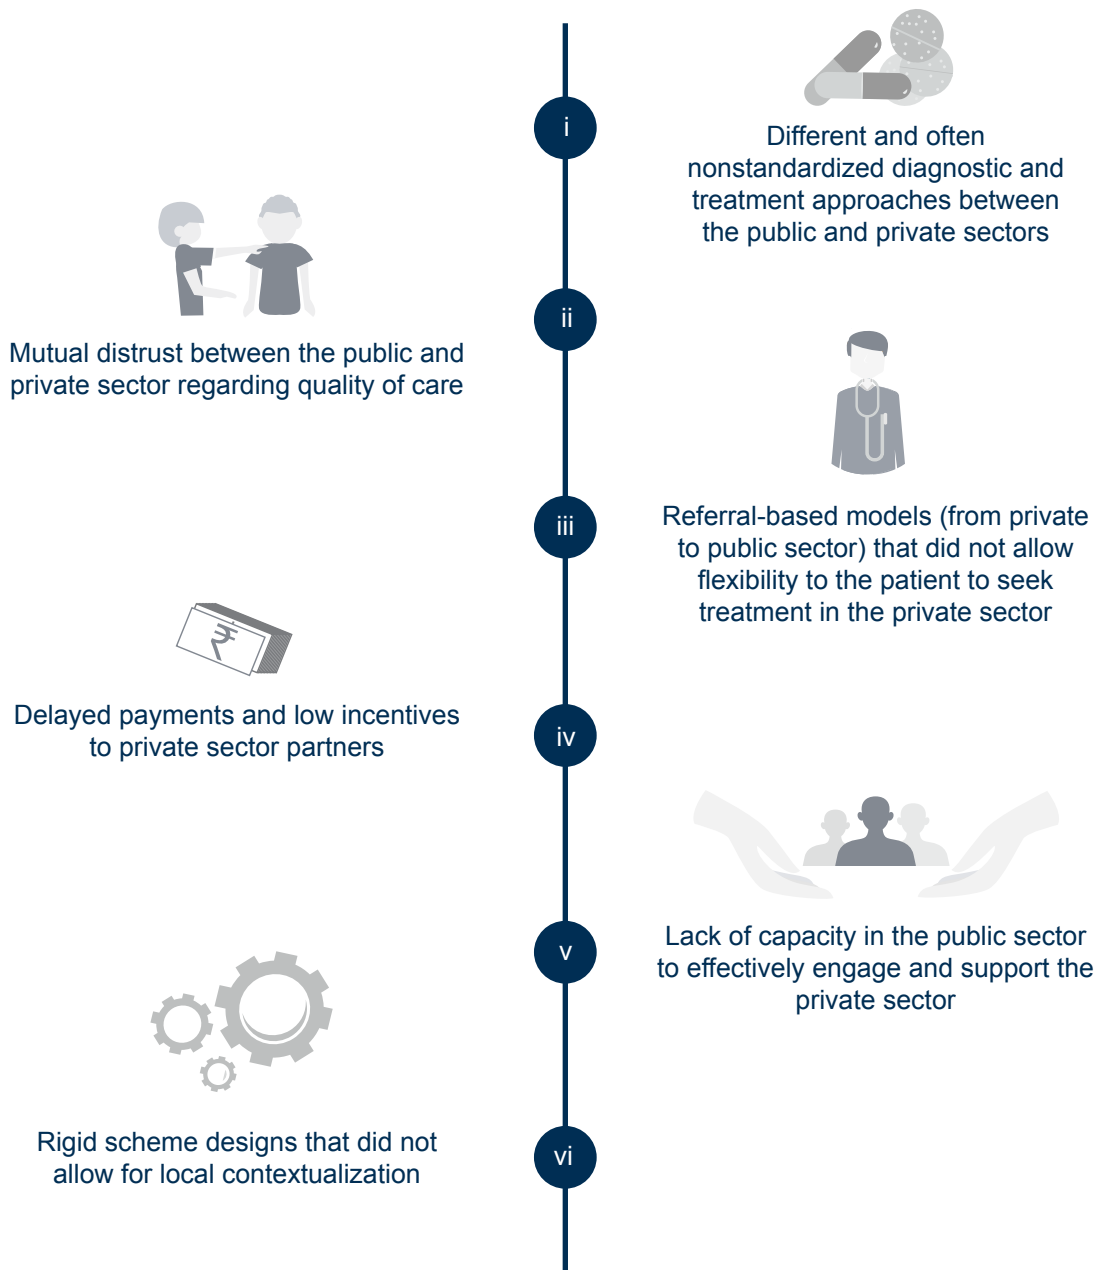 i
Different and often
nonstandardized diagnostic and
treatment approaches between
the public and private sectors
ii
Mutual distrust between the public and
private sector regarding quality of care
iii
Referral-based models (from private
to public sector) that did not allow
flexibility to the patient to seek
treatment in the private sector
₹
iv
Delayed payments and low incentives
to private sector partners
v
Lack of capacity in the public sector
to effectively engage and support the
private sector
vi
Rigid scheme designs that did not
allow for local contextualization